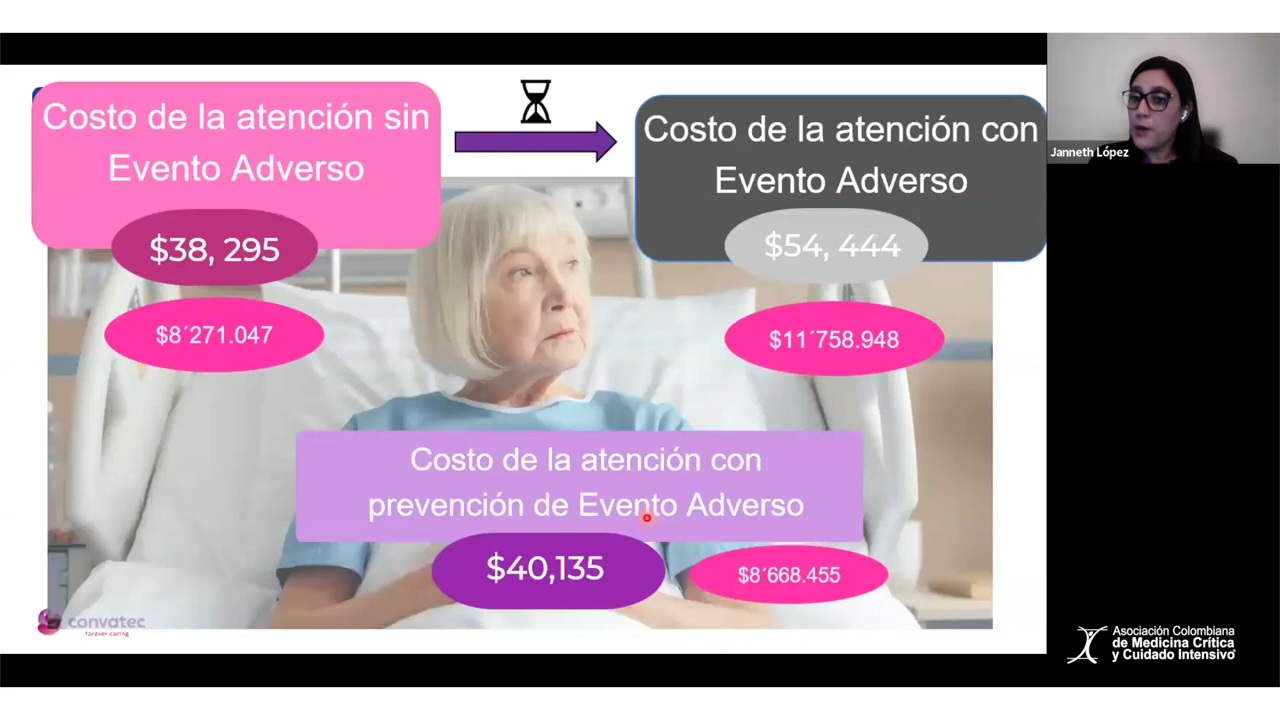 Costo de la atención sin
Evento Adverso
$38, 295
$8´271.047
Costo de la atención con
Evento Adverso
$54, 444
$11´758.948
Costo de la atención con
prevención de Evento Adverso
$40,135
$8´668.455
convatec
forever caring
Janneth López
Asociación Colombiana
de Medicina Crítica
y Cuidado Intensivo